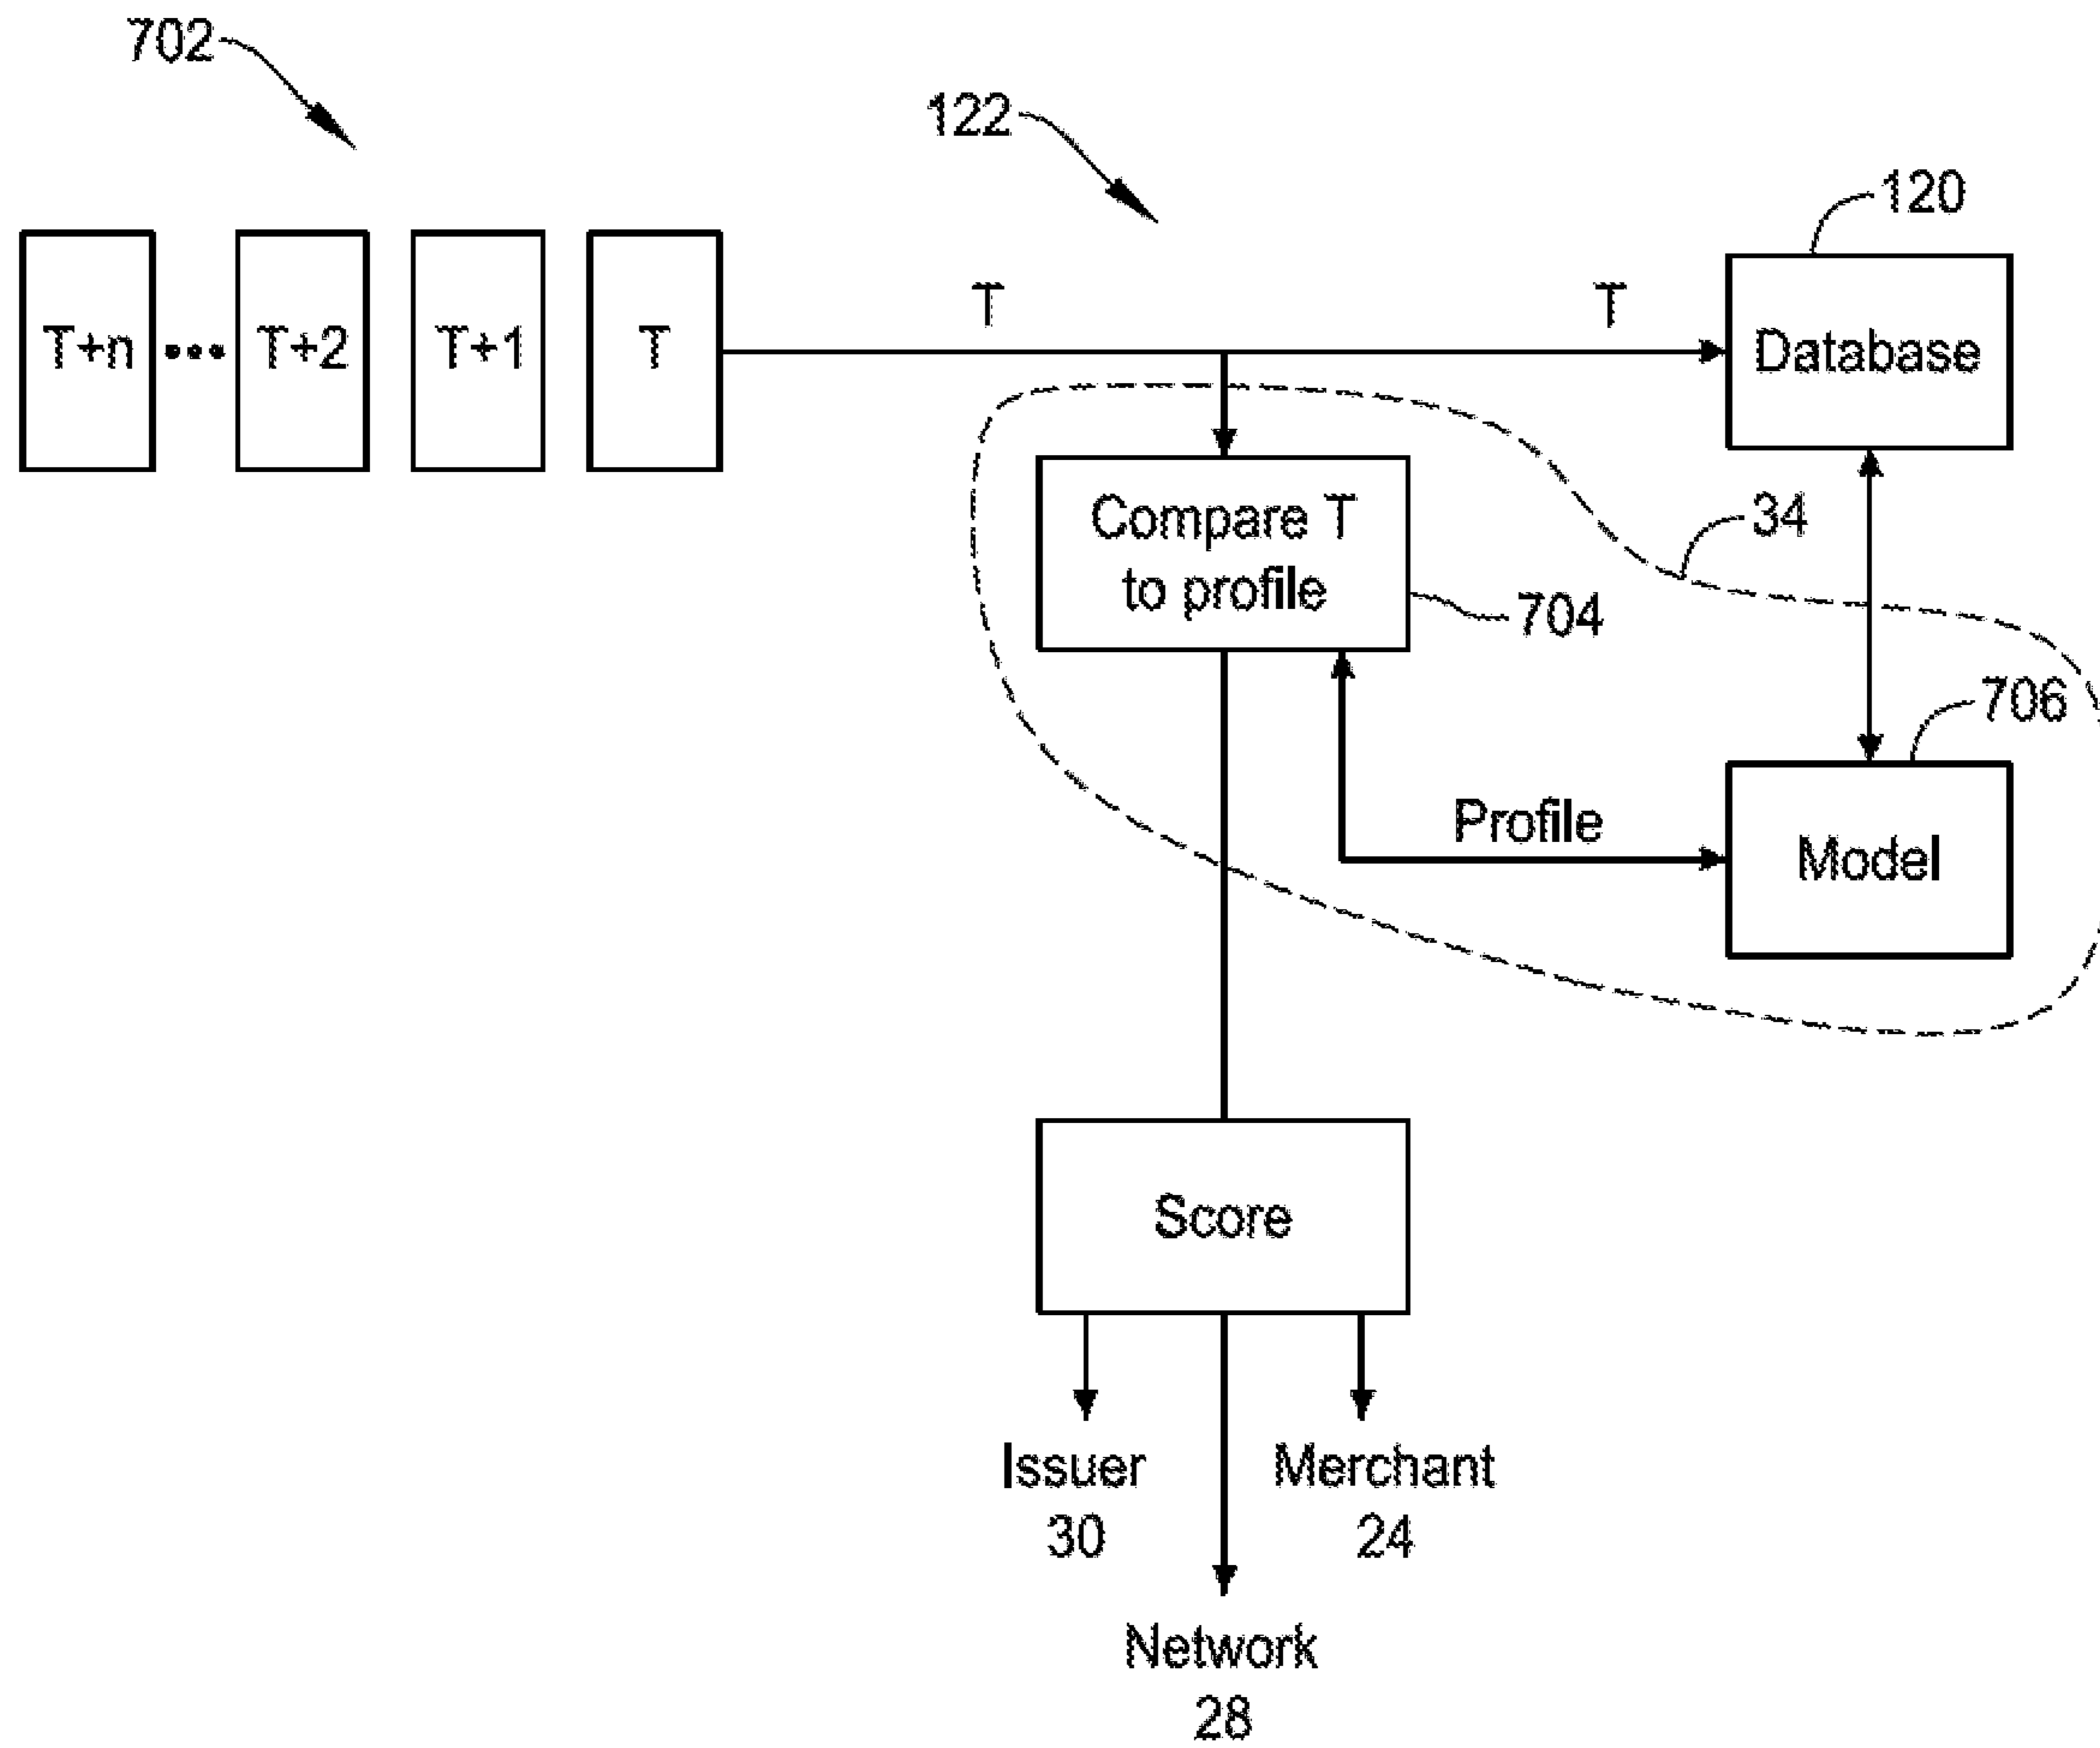 702
122
120
T
T
T+n
•••
T+2
T+1
T
Database
Compare T
to profile
34
704
706
Profile
Model
Score
Issuer
30
Merchant
24
Network
28